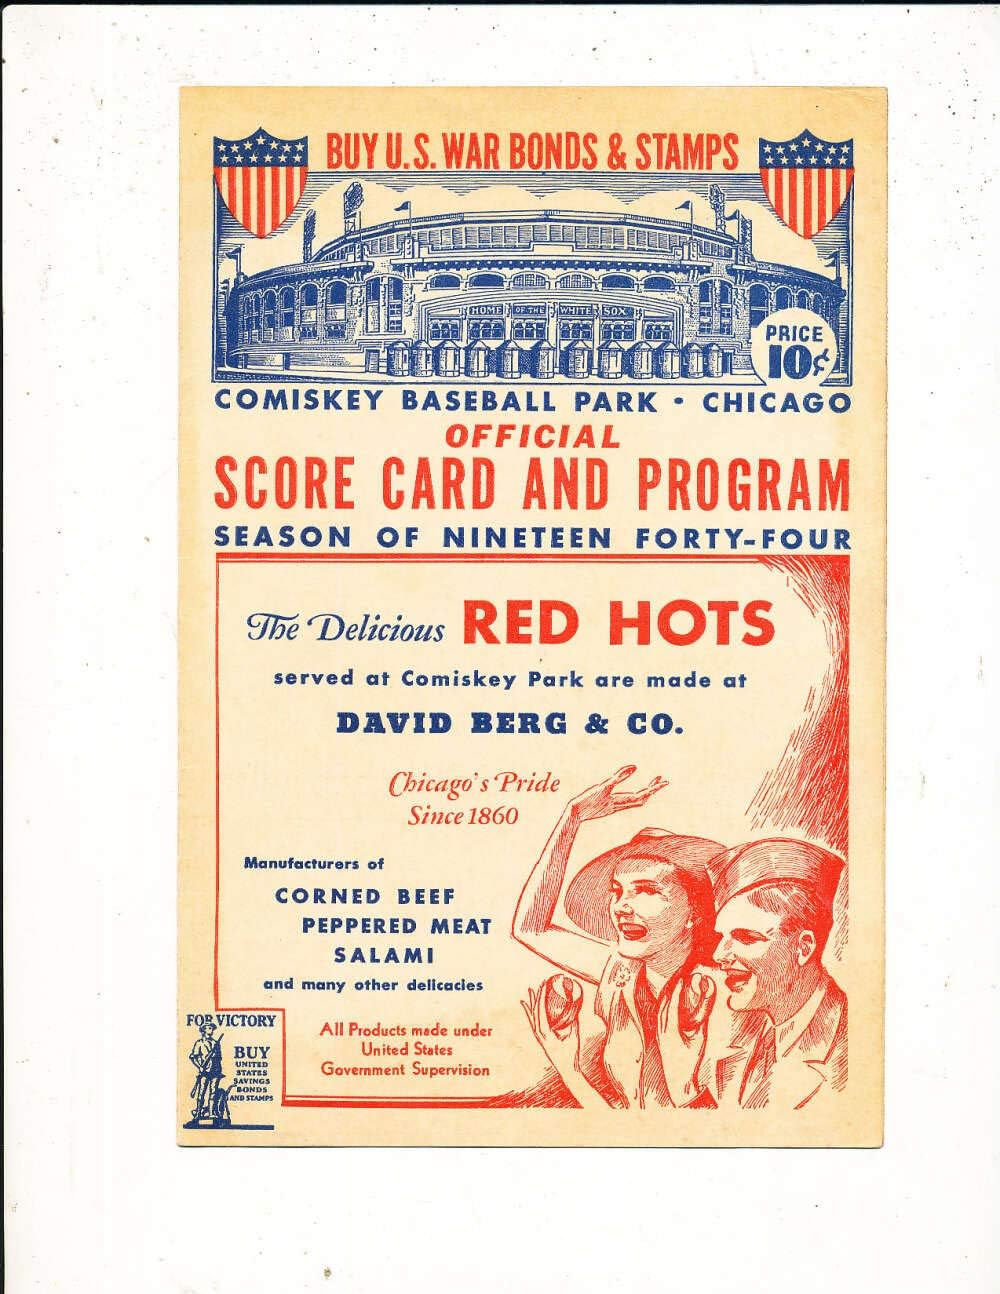 BUY U.S. WAR BONDS & STAMPS
HOME OF THE WHITE SOX
PRICE
10¢
COMISKEY BASEBALL PARK • CHICAGO
OFFICIAL
SCORE CARD AND PROGRAM
SEASON OF NINETEEN FORTY-FOUR
The Delicious RED HOTS
served at Comiskey Park are made at
DAVID BERG & CO.
Chicago's Pride
Since 1860
Manufacturers of
CORNED BEEF
PEPPERED MEAT
SALAMI
and many other delicacies
All Products made under
United States
Government Supervision
FOR VICTORY
BUY
UNITED
STATES
SAVINGS
BONDS
AND STAMPS